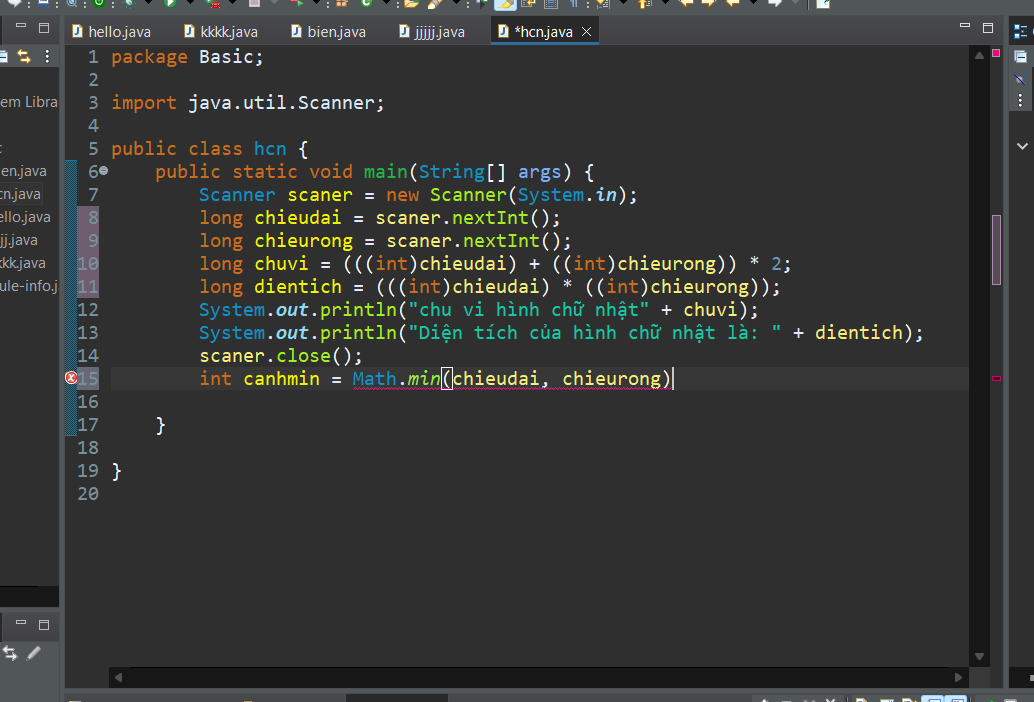 hello.java kkkk.java bien.java jjjjj.java *hcn.java
em Libra
en.java
cn.java
ello.java
jj.java
kkk.java
ule-info.j
1 package Basic;
2
3 import java.util.Scanner;
4
5 public class hcn {
6 public static void main(String[] args) {
7 Scanner scaner = new Scanner(System.in);
8 long chieudai = scaner.nextInt();
9 long chieurong = scaner.nextInt();
10 long chuvi = (((int)chieudai) + ((int)chieurong)) * 2;
11 long dientich = (((int)chieudai) * ((int)chieurong));
12 System.out.println("chu vi hình chữ nhật" + chuvi);
13 System.out.println("Diện tích của hình chữ nhật là: " + dientich);
14 scaner.close();
15 int canhmin = Math.min(chieudai, chieurong)
16
17 }
18
19 }
20